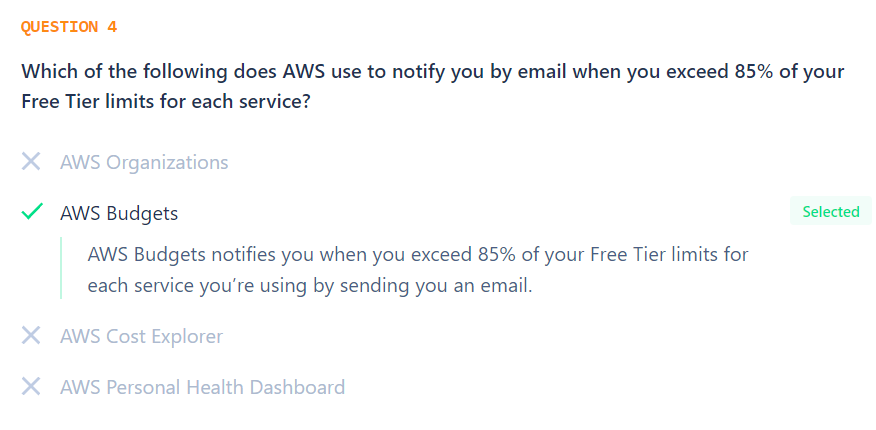 QUESTION 4
Which of the following does AWS use to notify you by email when you exceed 85% of your
Free Tier limits for each service?
AWS Organizations
AWS Budgets
Selected
AWS Budgets notifies you when you exceed 85% of your Free Tier limits for
each service you’re using by sending you an email.
AWS Cost Explorer
AWS Personal Health Dashboard